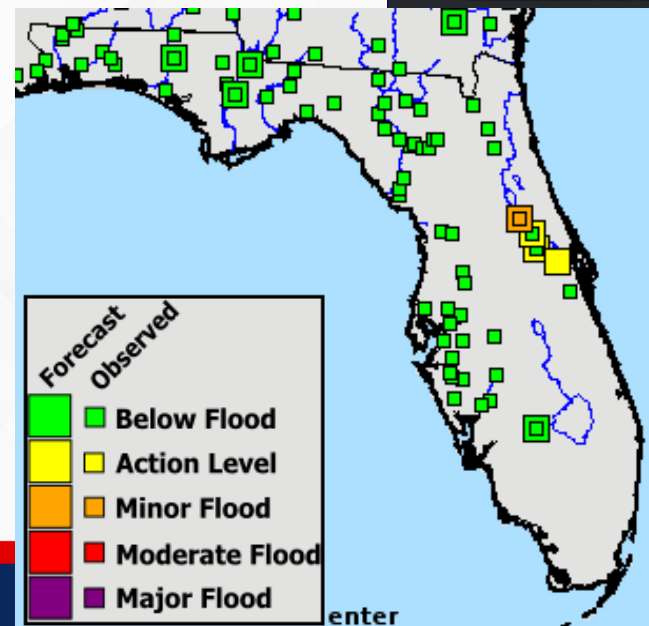 Forecast
Observed
Below Flood
Action Level
Minor Flood
Moderate Flood
Major Flood
enter